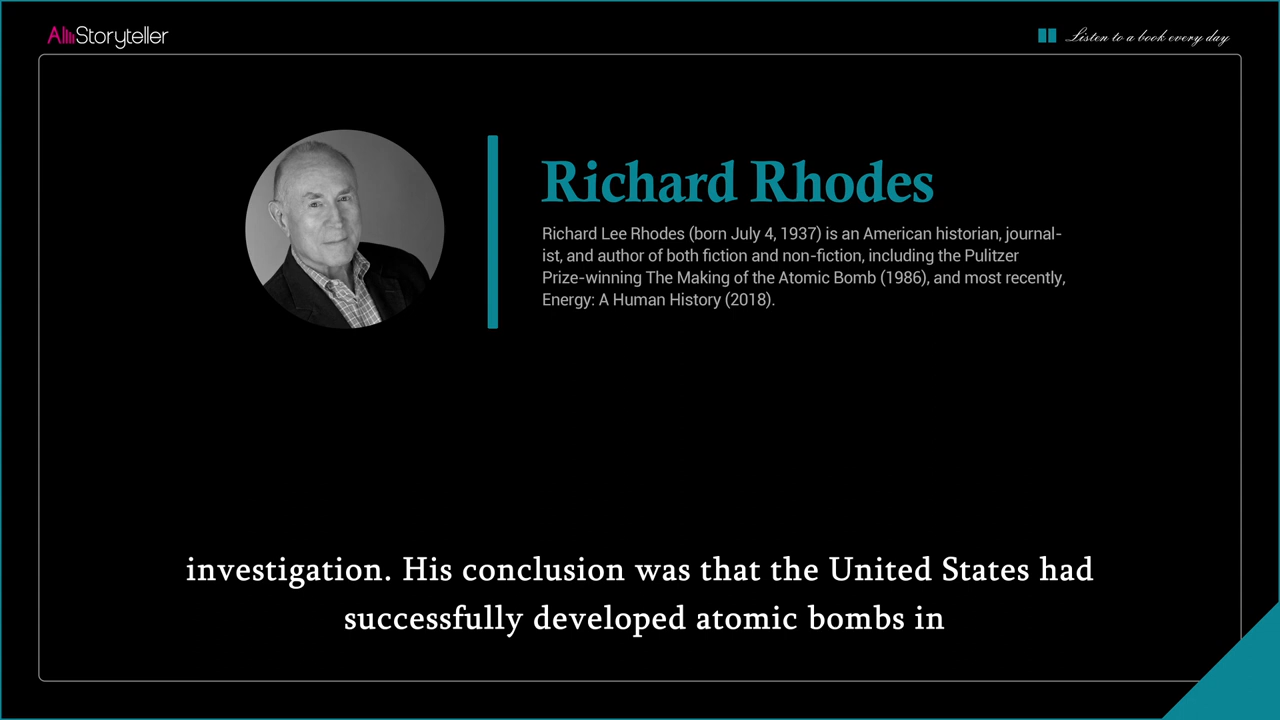 AllStoryteller
Listen to a book every day
Richard Rhodes
Richard Lee Rhodes (born July 4, 1937) is an American historian, journal-
ist, and author of both fiction and non-fiction, including the Pulitzer
Prize-winning The Making of the Atomic Bomb (1986), and most recently,
Energy: A Human History (2018).
investigation. His conclusion was that the United States had
successfully developed atomic bombs in